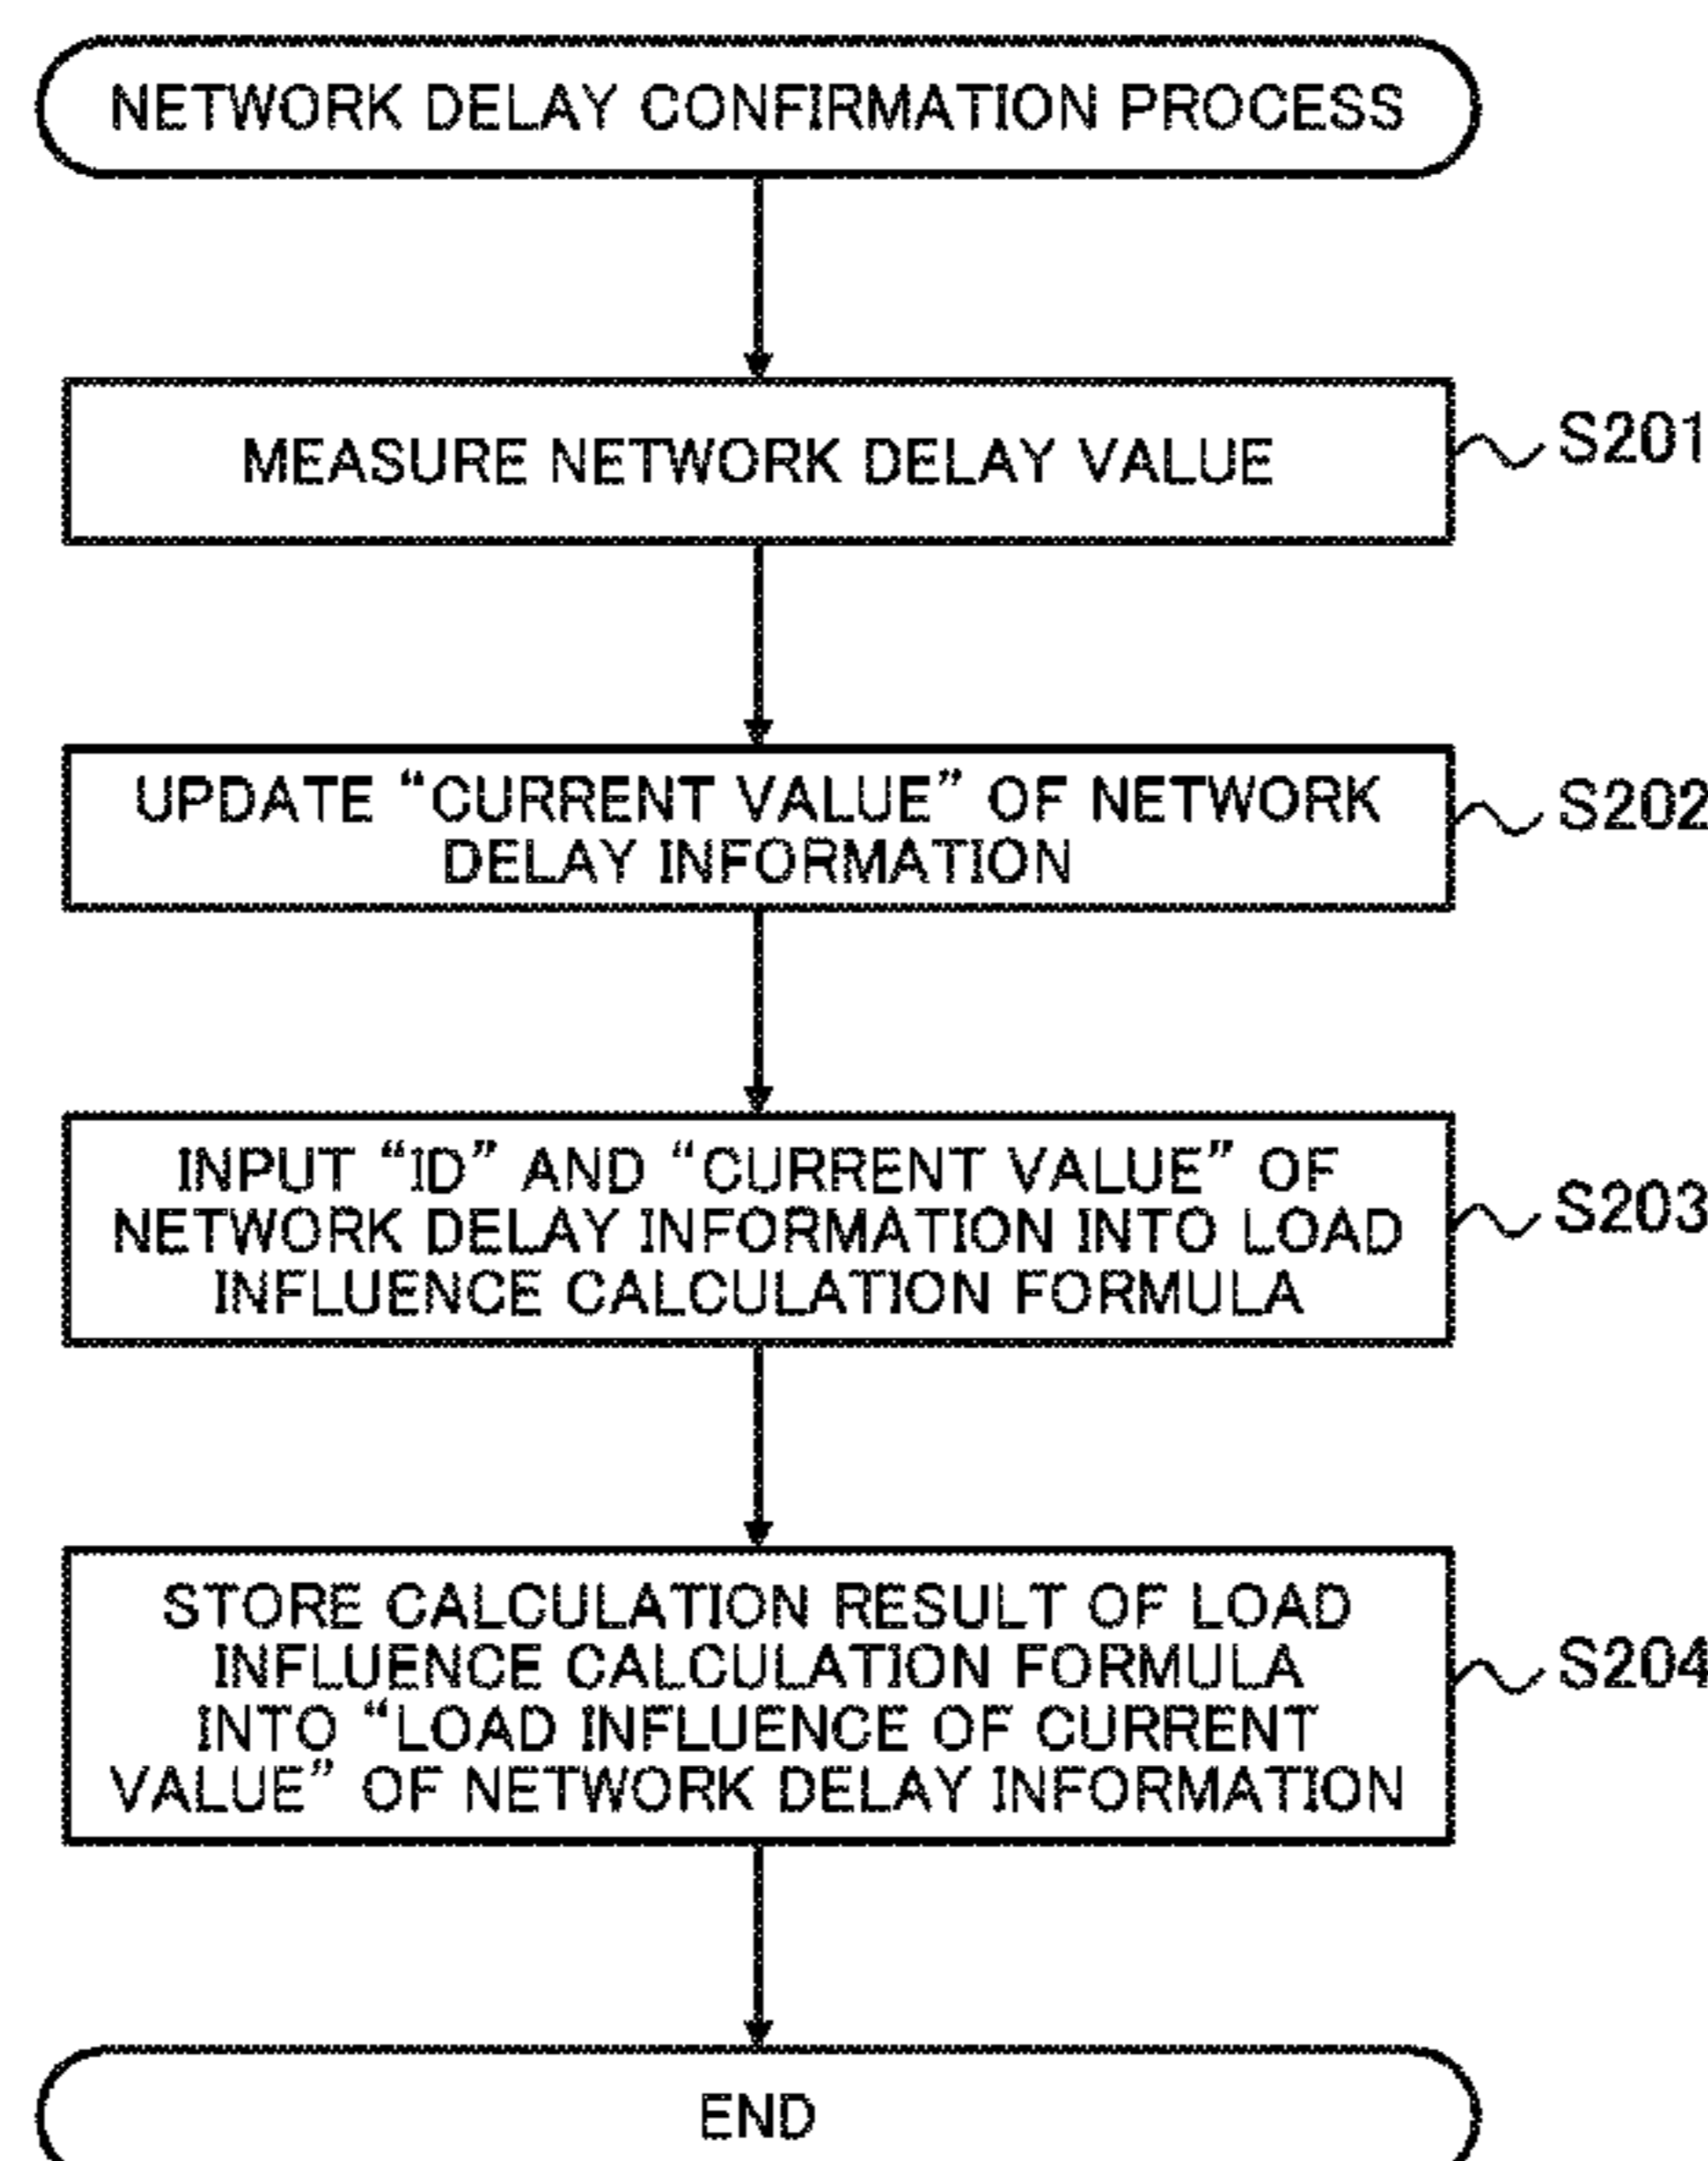 NETWORK DELAY CONFIRMATION PROCESS
MEASURE NETWORK DELAY VALUE
S201
UPDATE “CURRENT VALUE” OF NETWORK
DELAY INFORMATION
S202
INPUT “ID” AND “CURRENT VALUE” OF
NETWORK DELAY INFORMATION INTO LOAD
INFLUENCE CALCULATION FORMULA
S203
STORE CALCULATION RESULT OF LOAD
INFLUENCE CALCULATION FORMULA
INTO “LOAD INFLUENCE OF CURRENT
VALUE” OF NETWORK DELAY INFORMATION
S204
END